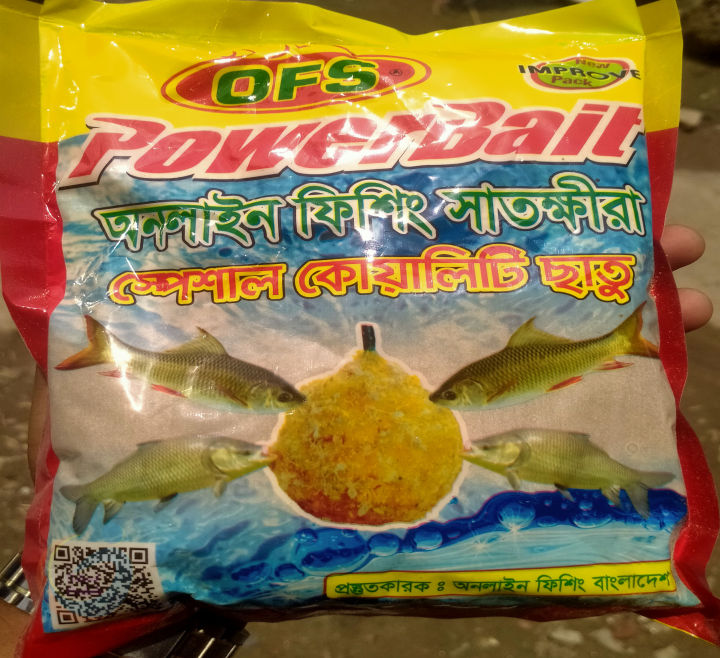 OFS®
New
IMPROVE
Pack
PowerBait
অনলাইন ফিশিং সাতক্ষীরা
স্পেশাল কোয়ালিটি ছাতু
প্রস্তুতকারক ঃ অনলাইন ফিশিং বাংলাদেশ